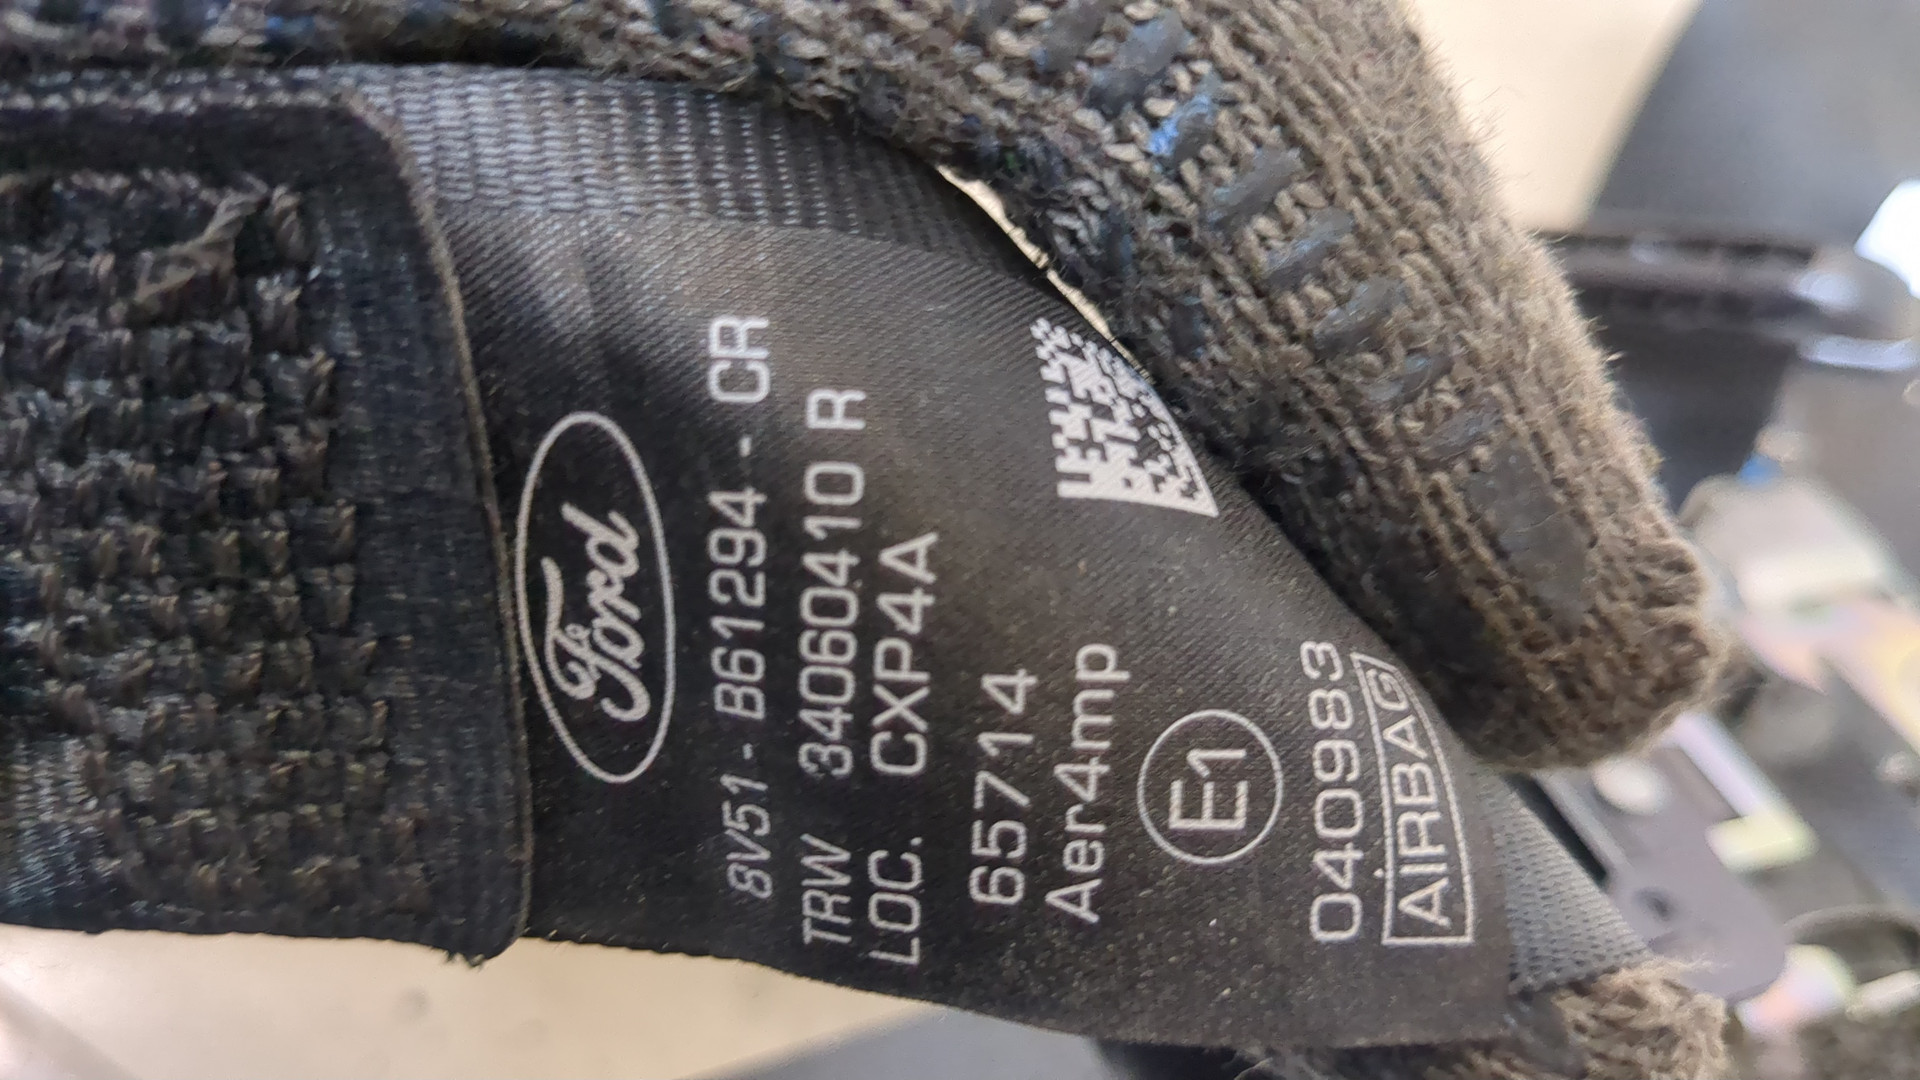 Ford
8V51 - B61294 - CR
TRW 34060410 R
LOC. CXP4A
65714
Aer4mp
E1
040983
AIRBAG